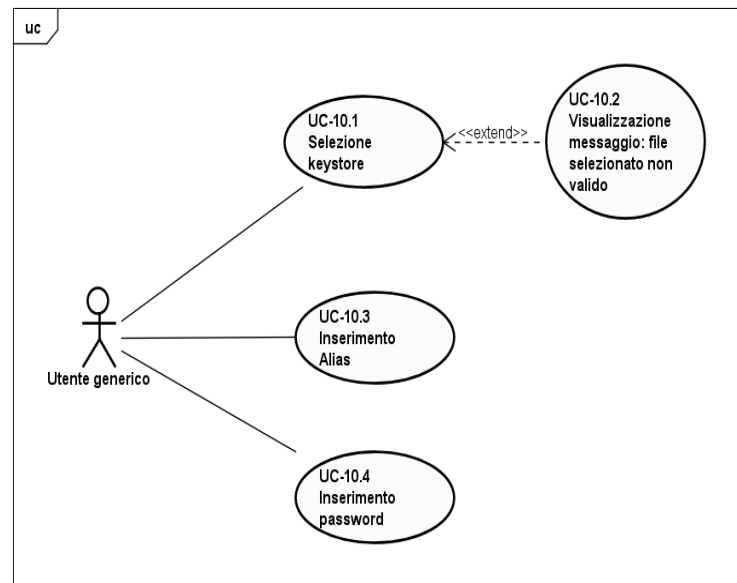 uc
UC-10.1
Selezione
keystore
<<extend>>
UC-10.2
Visualizzazione
messaggio: file
selezionato non
valido
UC-10.3
Inserimento
Alias
Utente generico
UC-10.4
Inserimento
password